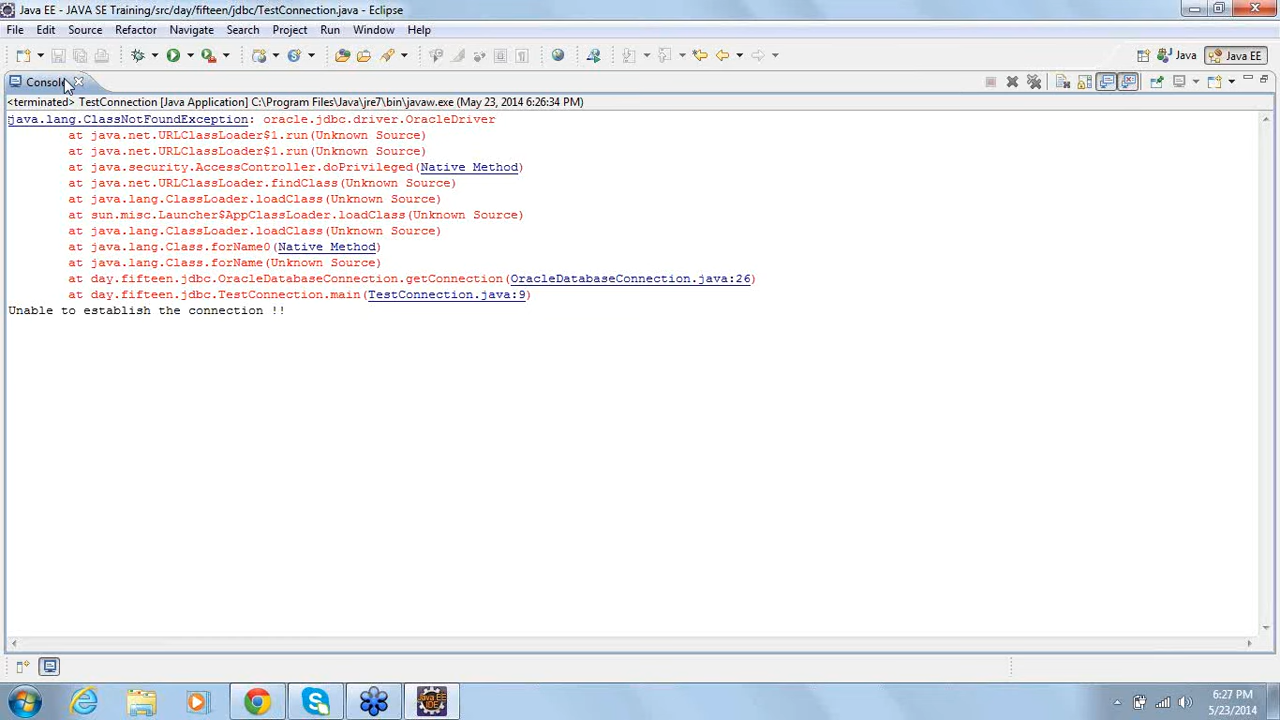 Java EE - JAVA SE Training/src/day/fifteen/jdbc/TestConnection.java - Eclipse
File Edit Source Refactor Navigate Search Project Run Window Help
Java Java EE
Console
<terminated> TestConnection [Java Application] C:\Program Files\Java\jre7\bin\javaw.exe (May 23, 2014 6:26:34 PM)
java.lang.ClassNotFoundException: oracle.jdbc.driver.OracleDriver
at java.net.URLClassLoader$1.run(Unknown Source)
at java.net.URLClassLoader$1.run(Unknown Source)
at java.security.AccessController.doPrivileged(Native Method)
at java.net.URLClassLoader.findClass(Unknown Source)
at java.lang.ClassLoader.loadClass(Unknown Source)
at sun.misc.Launcher$AppClassLoader.loadClass(Unknown Source)
at java.lang.ClassLoader.loadClass(Unknown Source)
at java.lang.Class.forName0(Native Method)
at java.lang.Class.forName(Unknown Source)
at day.fifteen.jdbc.OracleDatabaseConnection.getConnection(OracleDatabaseConnection.java:26)
at day.fifteen.jdbc.TestConnection.main(TestConnection.java:9)
Unable to establish the connection !!
Java EE
IDE
6:27 PM
5/23/2014